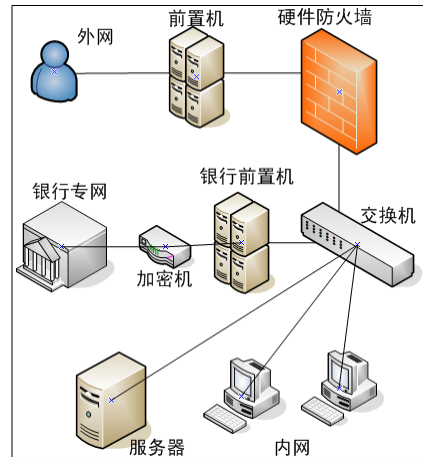 外网
前置机
硬件防火墙
银行专网
加密机
银行前置机
交换机
服务器
内网